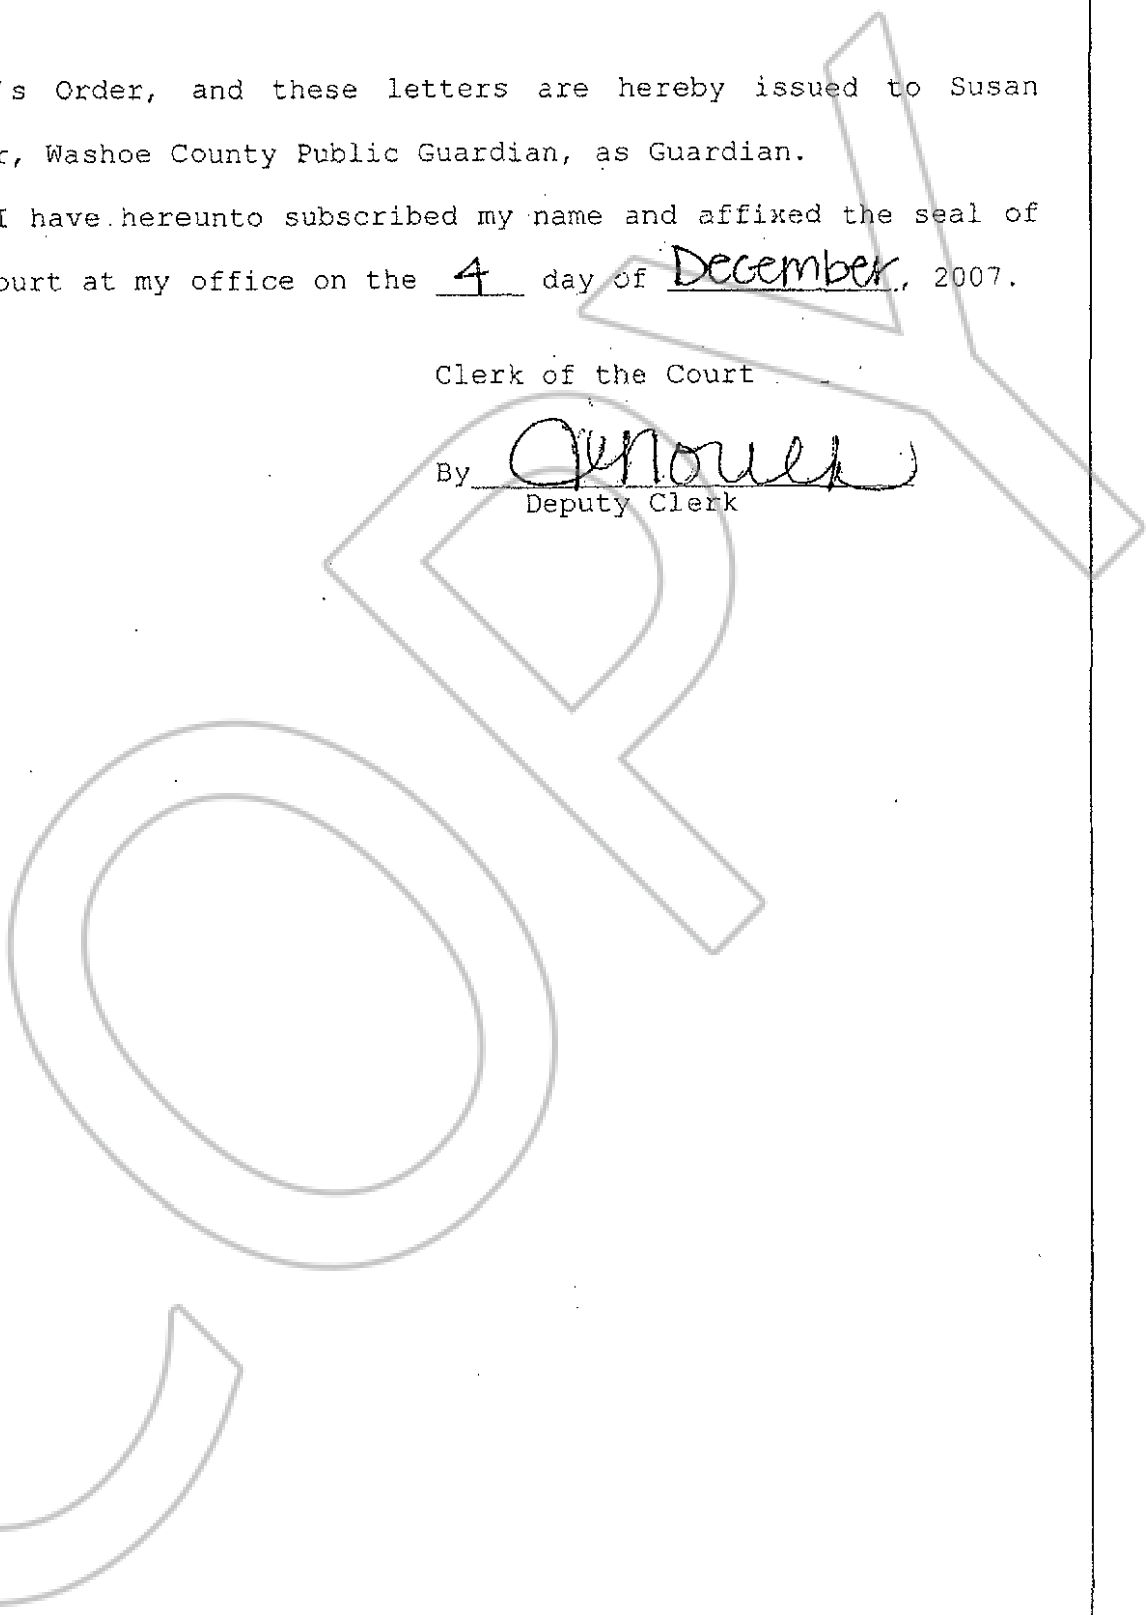 's Order, and these letters are hereby issued to Susan
r, Washoe County Public Guardian, as Guardian.
I have hereunto subscribed my name and affixed the seal of
ourt at my office on the 4 day of December, 2007.
Clerk of the Court
By
Deputy Clerk
COPY